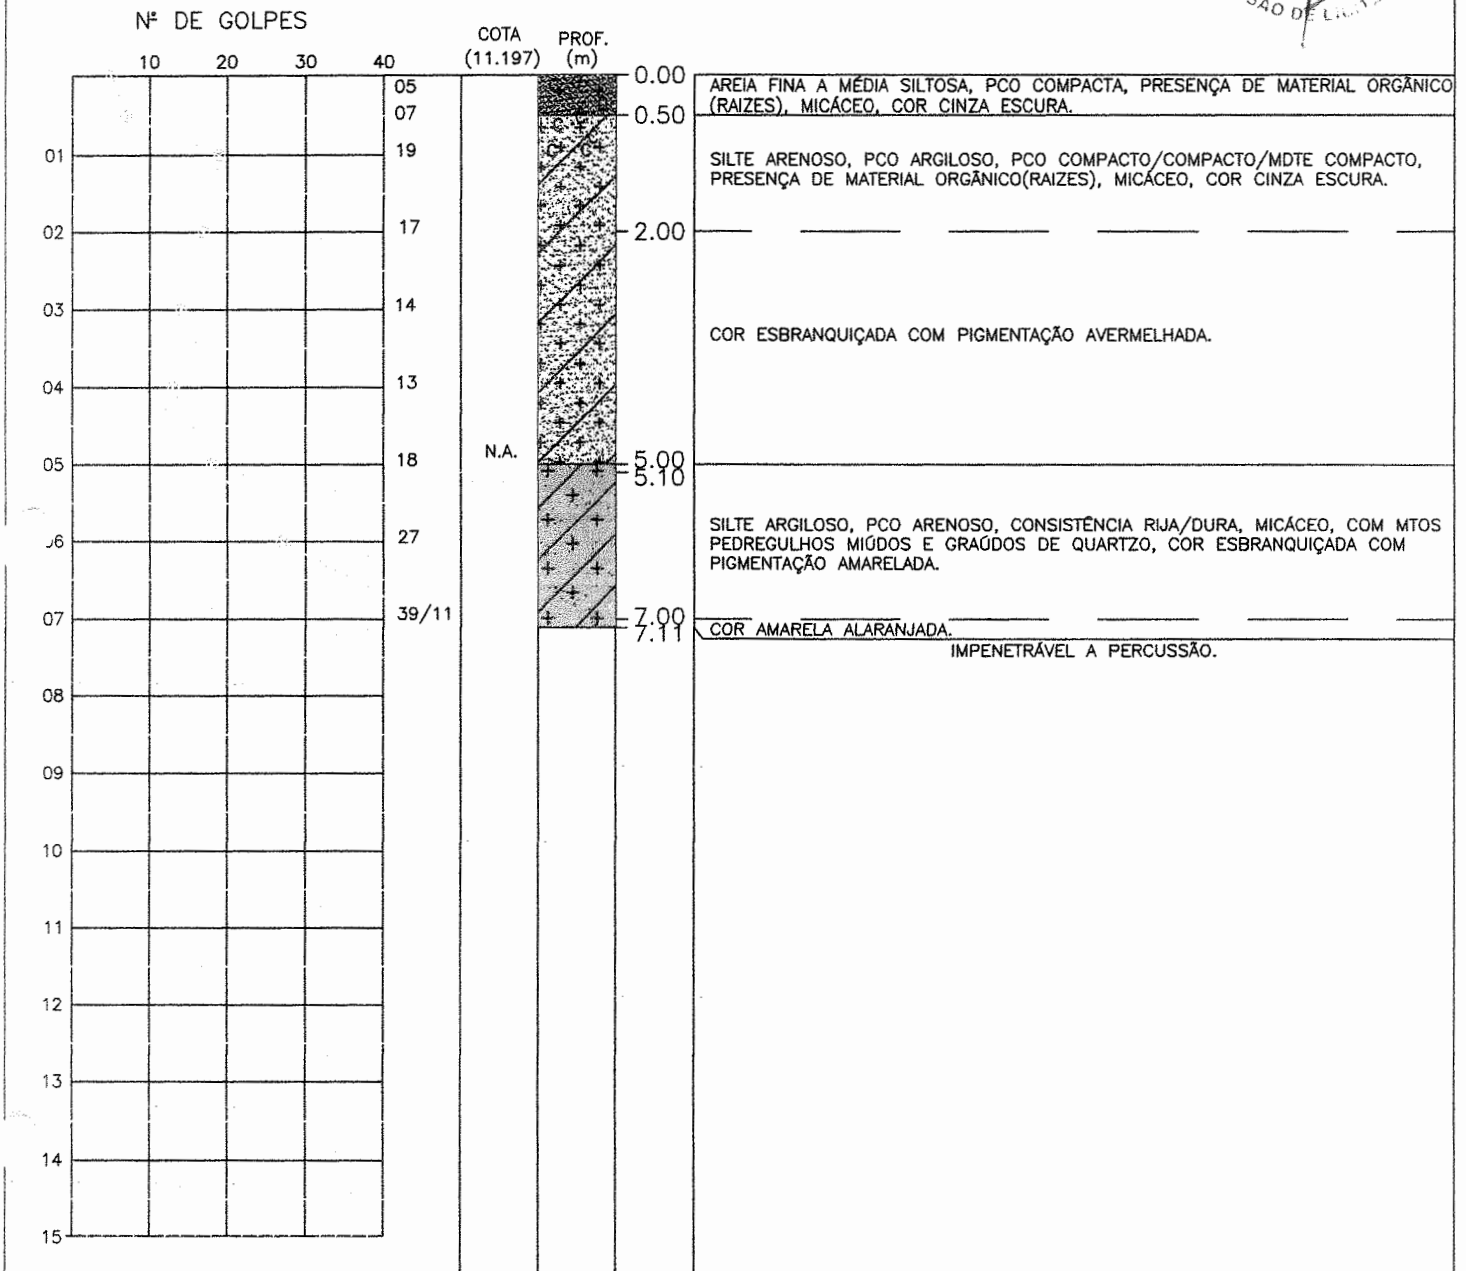 SÃO DE LICITA
Nº DE GOLPES
COTA
(11.197)
PROF.
(m)
10 20 30 40
05
07
01 19
02 17
03 14
04 13
05 18
N.A.
06 27
07 39/11
08
09
10
11
12
13
14
15
0.00
0.50
2.00
5.00
5.10
7.00
7.11
C
C C
AREIA FINA A MÉDIA SILTOSA, PCO COMPACTA, PRESENÇA DE MATERIAL ORGÂNICO
(RAIZES), MICÁCEO, COR CINZA ESCURA.
SILTE ARENOSO, PCO ARGILOSO, PCO COMPACTO/COMPACTO/MDTE COMPACTO,
PRESENÇA DE MATERIAL ORGÂNICO(RAIZES), MICÁCEO, COR CINZA ESCURA.
COR ESBRANQUIÇADA COM PIGMENTAÇÃO AVERMELHADA.
SILTE ARGILOSO, PCO ARENOSO, CONSISTÊNCIA RIJA/DURA, MICÁCEO, COM MTOS
PEDREGULHOS MIÚDOS E GRAÚDOS DE QUARTZO, COR ESBRANQUIÇADA COM
PIGMENTAÇÃO AMARELADA.
COR AMARELA ALARANJADA.
IMPENETRÁVEL A PERCUSSÃO.